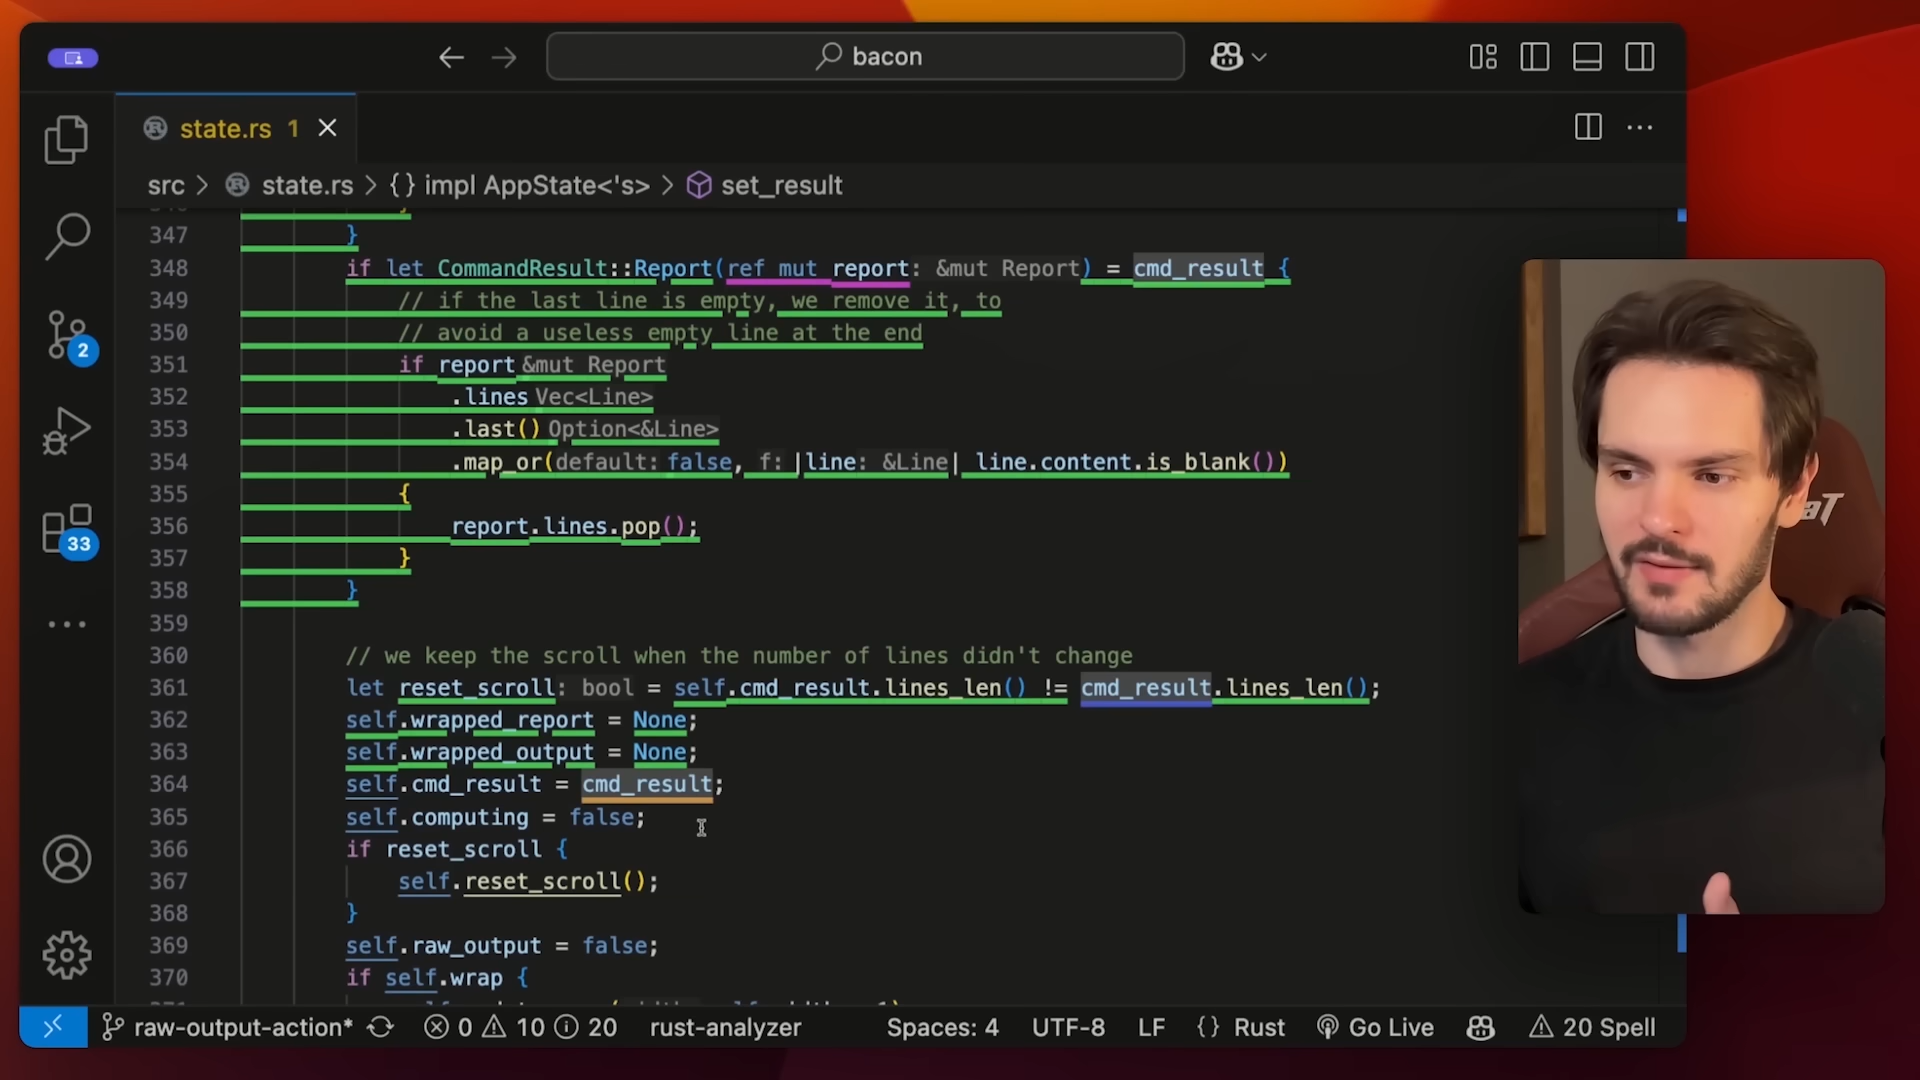 bacon
state.rs 1
src > state.rs > {} impl AppState<'s> > set_result
347 }
348 if let CommandResult::Report(ref mut report: &mut Report) = cmd_result {
349 // if the last line is empty, we remove it, to
350 // avoid a useless empty line at the end
351 if report &mut Report
352 .lines Vec<Line>
353 .last() Option<&Line>
354 .map_or(default: false, f: |line: &Line| line.content.is_blank())
355 {
356 report.lines.pop();
357 }
358 }
359
360 // we keep the scroll when the number of lines didn't change
361 let reset_scroll: bool = self.cmd_result.lines_len() != cmd_result.lines_len();
362 self.wrapped_report = None;
363 self.wrapped_output = None;
364 self.cmd_result = cmd_result;
365 self.computing = false;
366 if reset_scroll {
367 self.reset_scroll();
368 }
369 self.raw_output = false;
370 if self.wrap {
2
33
raw-output-action* 0 10 20 rust-analyzer Spaces: 4 UTF-8 LF {} Rust Go Live 20 Spell